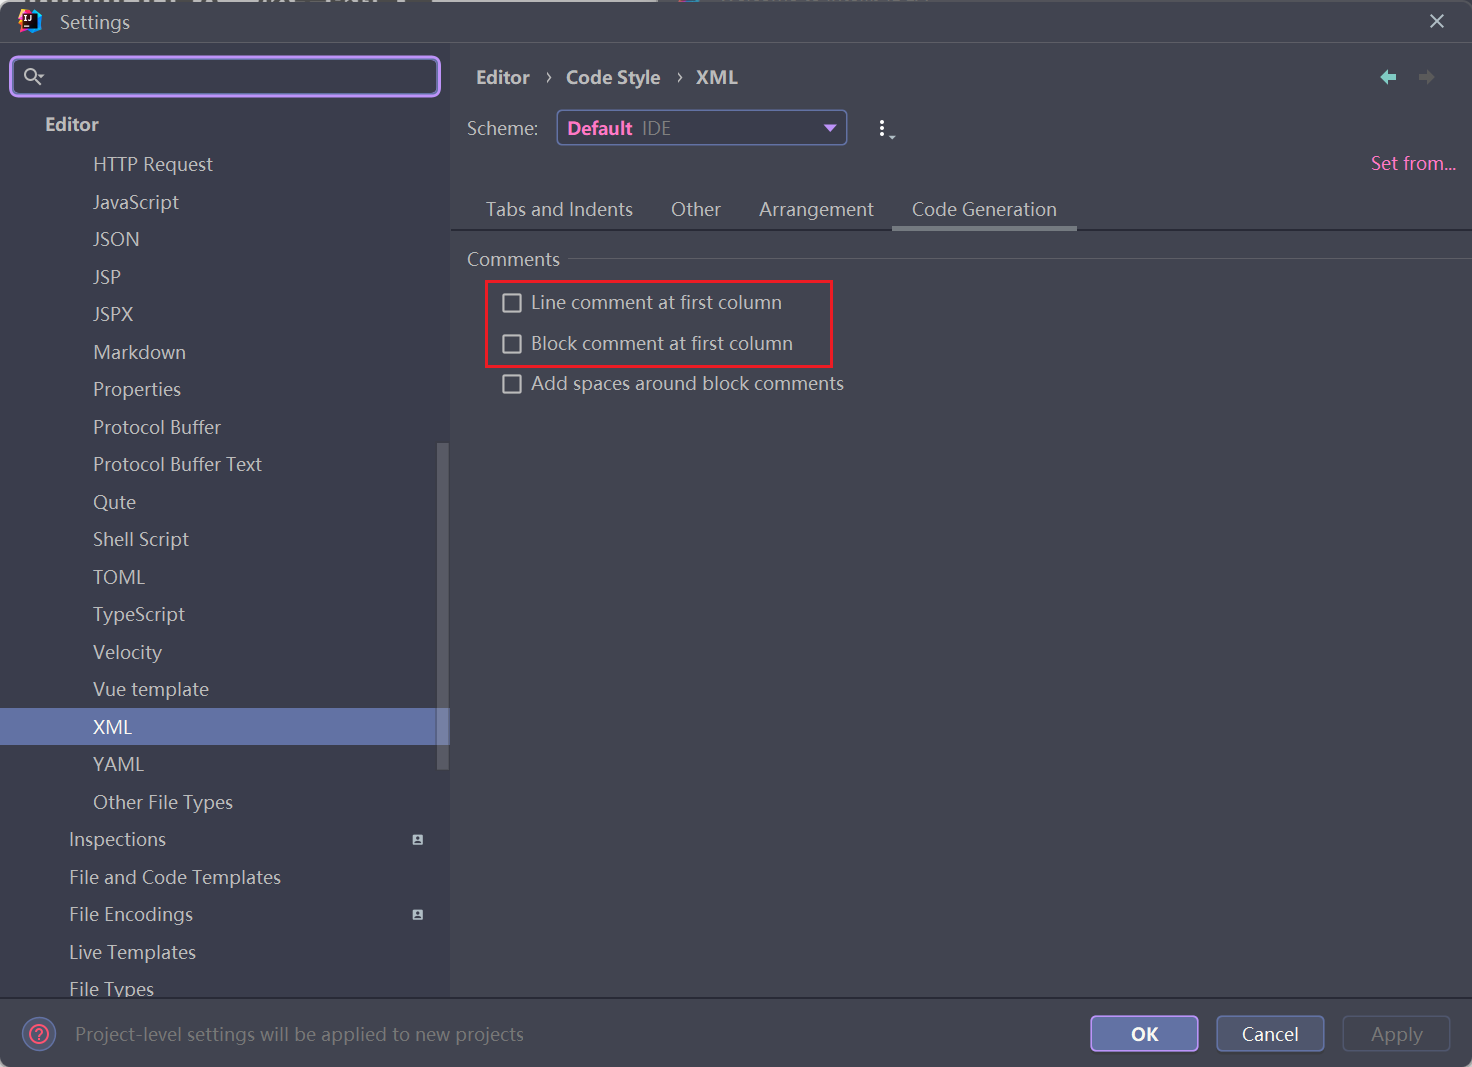 Settings
Editor
HTTP Request
JavaScript
JSON
JSP
JSPX
Markdown
Properties
Protocol Buffer
Protocol Buffer Text
Qute
Shell Script
TOML
TypeScript
Velocity
Vue template
XML
YAML
Other File Types
Inspections
File and Code Templates
File Encodings
Live Templates
File Types
Editor › Code Style › XML
Scheme: Default IDE
Set from...
Tabs and Indents Other Arrangement Code Generation
Comments
Line comment at first column
Block comment at first column
Add spaces around block comments
Project-level settings will be applied to new projects
OK Cancel Apply